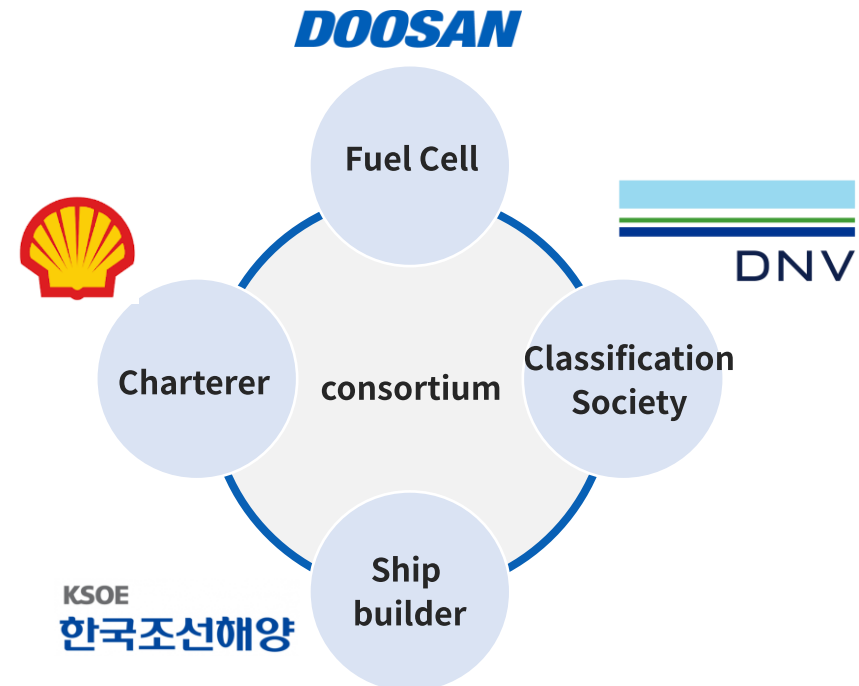 DOOSAN
Fuel Cell
DNV
Charterer
consortium
Classification
Society
Ship
builder
KSOE
한국조선해양